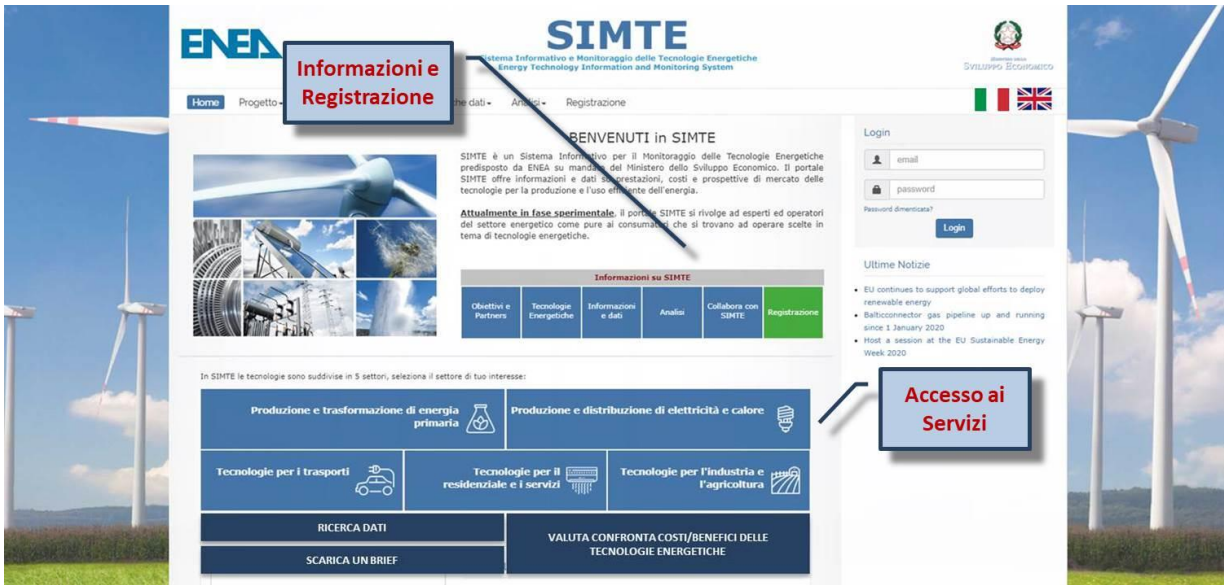 ENEA
SIMTE
Sistema Informativo e Monitoraggio delle Tecnologie Energetiche
Energy Technology Information and Monitoring System
SVILUPPO ECONOMICO
Informazioni e
Registrazione
Home Progetto he dati Analisi Registrazione
BENVENUTI in SIMTE
SIMTE è un Sistema Informativo per il Monitoraggio delle Tecnologie Energetiche
predisposto da ENEA su mandato del Ministero dello Sviluppo Economico. Il portale
SIMTE offre informazioni e dati su prestazioni, costi e prospettive di mercato delle
tecnologie per la produzione e l'uso efficiente dell'energia.
Attualmente in fase sperimentale, il portale SIMTE si rivolge ad esperti ed operatori
del settore energetico come pure ai consumatori che si trovano ad operare scelte in
tema di tecnologie energetiche.
Informazioni su SIMTE
Obiettivi e
Partners
Tecnologie
Energetiche
Informazioni
e dati
Analisi
Collabora con
SIMTE
Registrazione
Login
email
password
Password dimenticata?
Login
Ultime Notizie
EU continues to support global efforts to deploy
renewable energy
Balticconnector gas pipeline up and running
since 1 January 2020
Host a session at the EU Sustainable Energy
Week 2020
In SIMTE le tecnologie sono suddivise in 5 settori, seleziona il settore di tuo interesse:
Produzione e trasformazione di energia
primaria
Produzione e distribuzione di elettricità e calore
Accesso ai
Servizi
Tecnologie per i trasporti
Tecnologie per il
residenziale e i servizi
Tecnologie per l'industria e
l'agricoltura
RICERCA DATI
SCARICA UN BRIEF
VALUTA CONFRONTA COSTI/BENEFICI DELLE
TECNOLOGIE ENERGETICHE